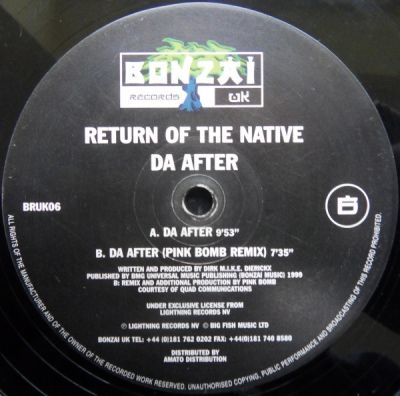 BONZAI
RECORDS UK
RETURN OF THE NATIVE
DA AFTER
BRUK06
B
A. DA AFTER 9'53"
B. DA AFTER (PINK BOMB REMIX) 7'35"
WRITTEN AND PRODUCED BY DIRK M.I.K.E. DIERICKX
PUBLISHED BY BMG UNIVERSAL MUSIC PUBLISHING (BONZAI MUSIC) 1999
B: REMIX AND ADDITIONAL PRODUCTION BY PINK BOMB
COURTESY OF QUAD COMMUNICATIONS
UNDER EXCLUSIVE LICENSE FROM
LIGHTNING RECORDS NV
℗ LIGHTNING RECORDS NV © BIG FISH MUSIC LTD
BONZAI UK TEL: +44 (0)181 762 0202 FAX: +44(0)181 740 8580
DISTRIBUTED BY
AMATO DISTRIBUTION
ALL RIGHTS OF THE MANUFACTURER AND OF THE OWNER OF THE RECORDED WORK RESERVED. UNAUTHORISED COPYING, PUBLIC PERFORMANCE AND BROADCASTING OF THIS RECORD PROHIBITED.